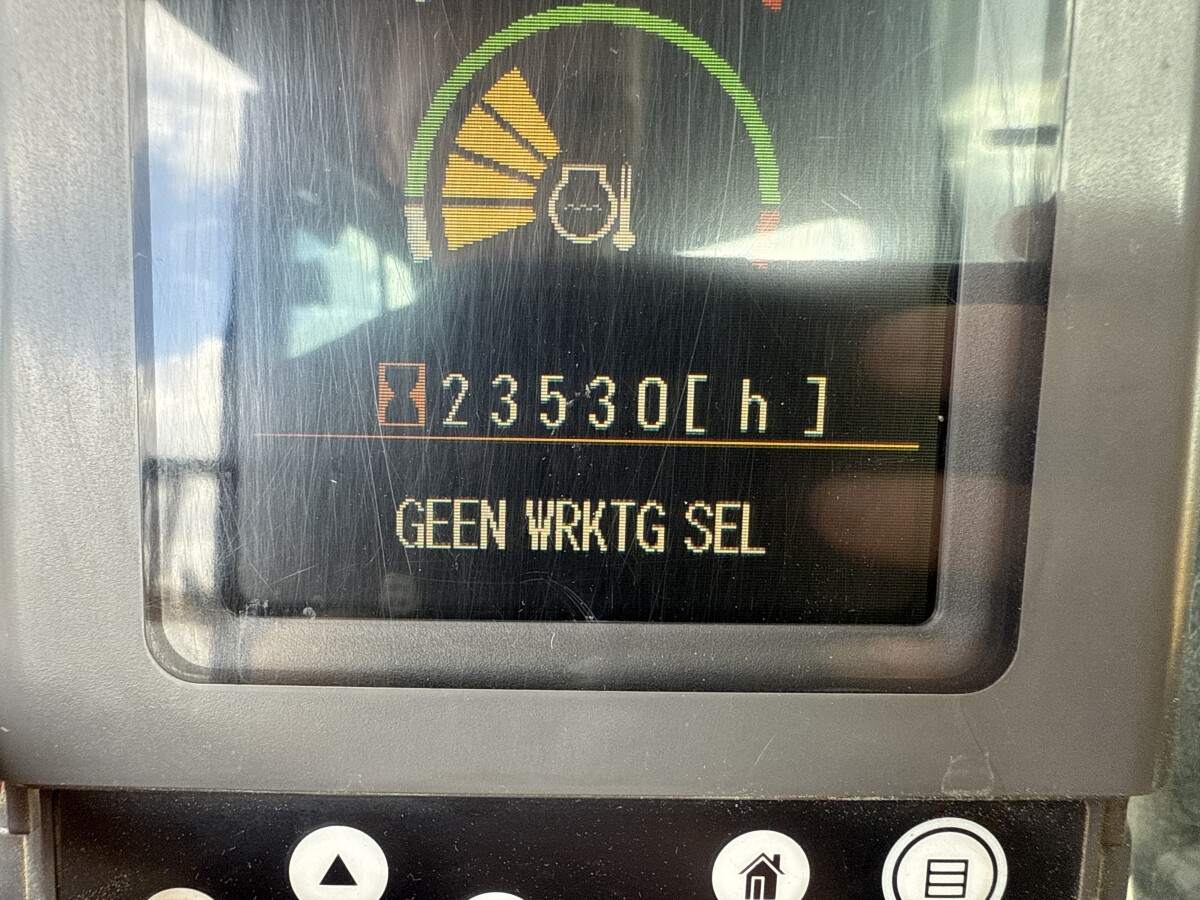 23530[ h ]
GEEN WRKTG SEL